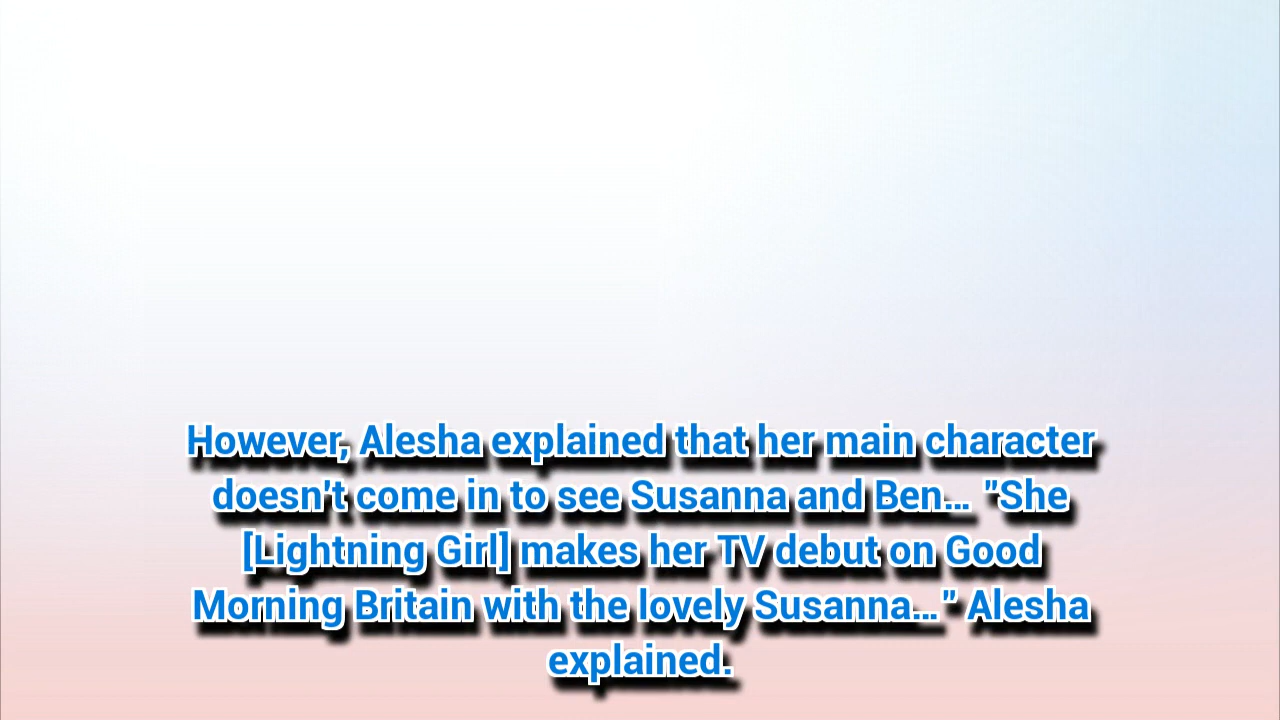 However, Alesha explained that her main character
doesn't come in to see Susanna and Ben… "She
[Lightning Girl] makes her TV debut on Good
Morning Britain with the lovely Susanna…" Alesha
explained.